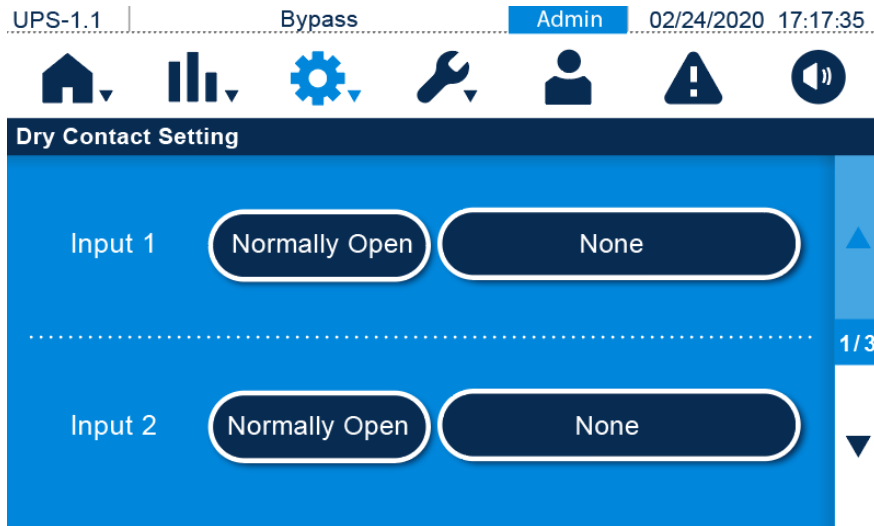 UPS-1.1 Bypass Admin 02/24/2020 17:17:35
Dry Contact Setting
Input 1 Normally Open None
1/3
Input 2 Normally Open None